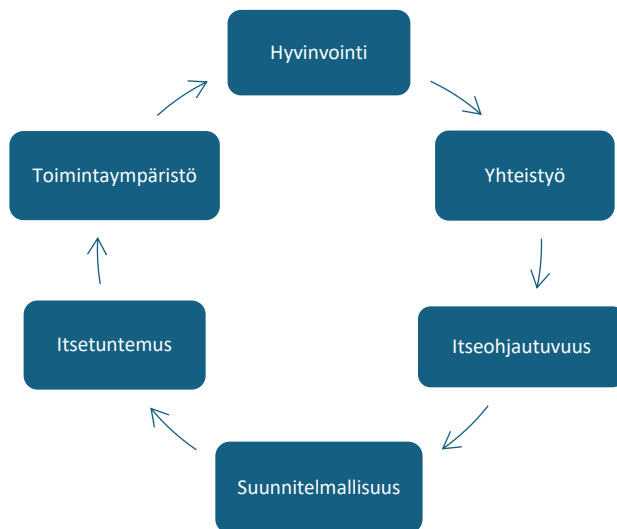 Hyvinvointi
Yhteistyö
Itseohjautuvuus
Suunnitelmallisuus
Itsetuntemus
Toimintaympäristö